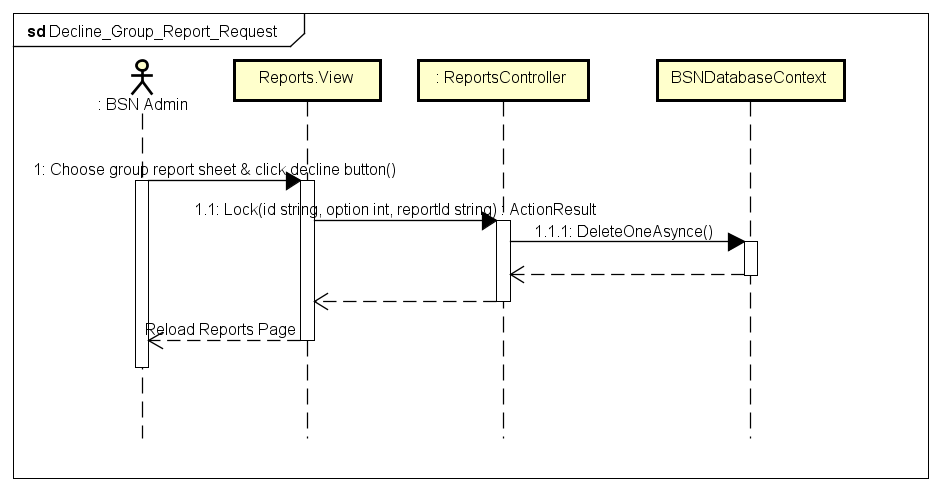 sd Decline_Group_Report_Request
: BSN Admin
Reports.View
: ReportsController
BSNDatabaseContext
1: Choose group report sheet & click decline button()
1.1: Lock(id string, option int, reportId string) : ActionResult
1.1.1: DeleteOneAsynce()
Reload Reports Page